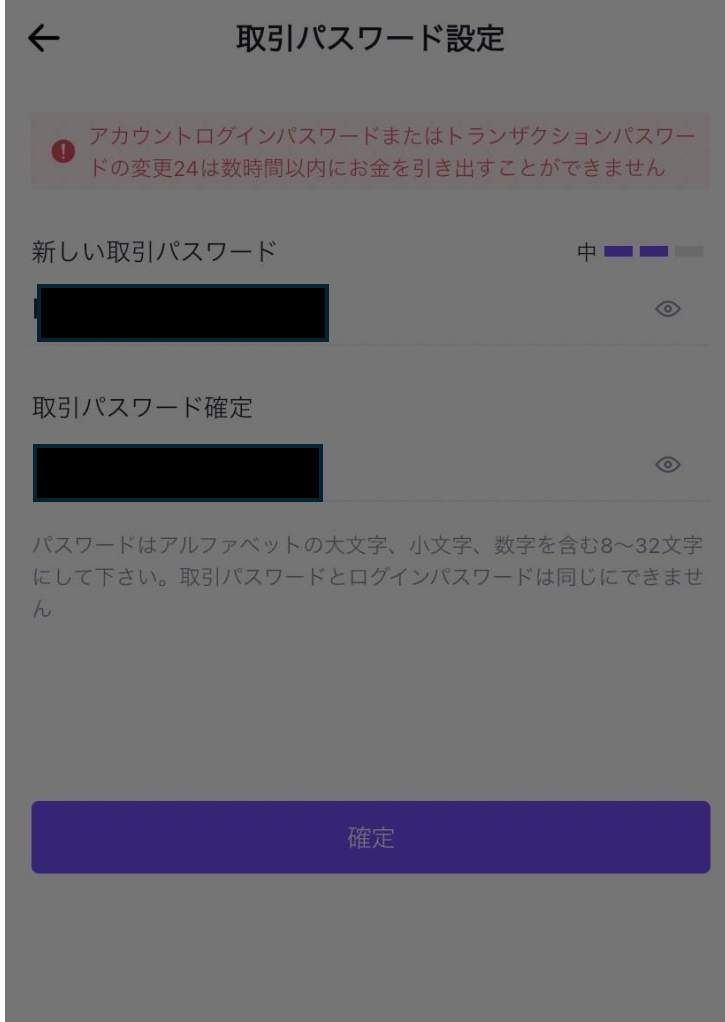 取引パスワード設定
アカウントログインパスワードまたはトランザクションパスワー
ドの変更24は数時間以内にお金を引き出すことができません
新しい取引パスワード
中
取引パスワード確定
パスワードはアルファベットの大文字、小文字、数字を含む8～32文字
にして下さい。取引パスワードとログインパスワードは同じにできませ
ん
確定